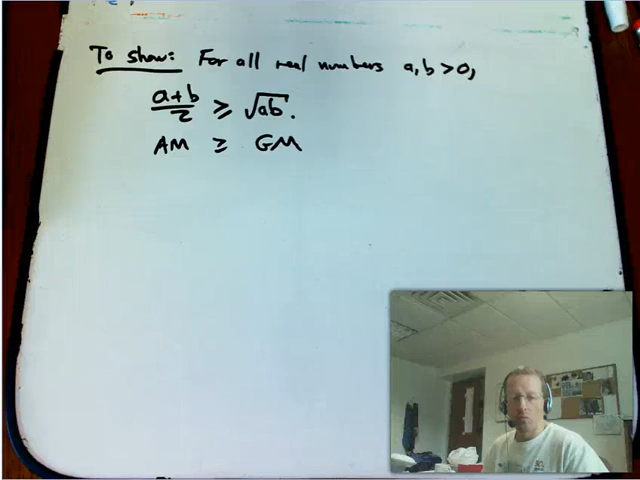 To show: For all real numbers a,b > 0,
a+b/2 ≥ √ab.
AM ≥ GM